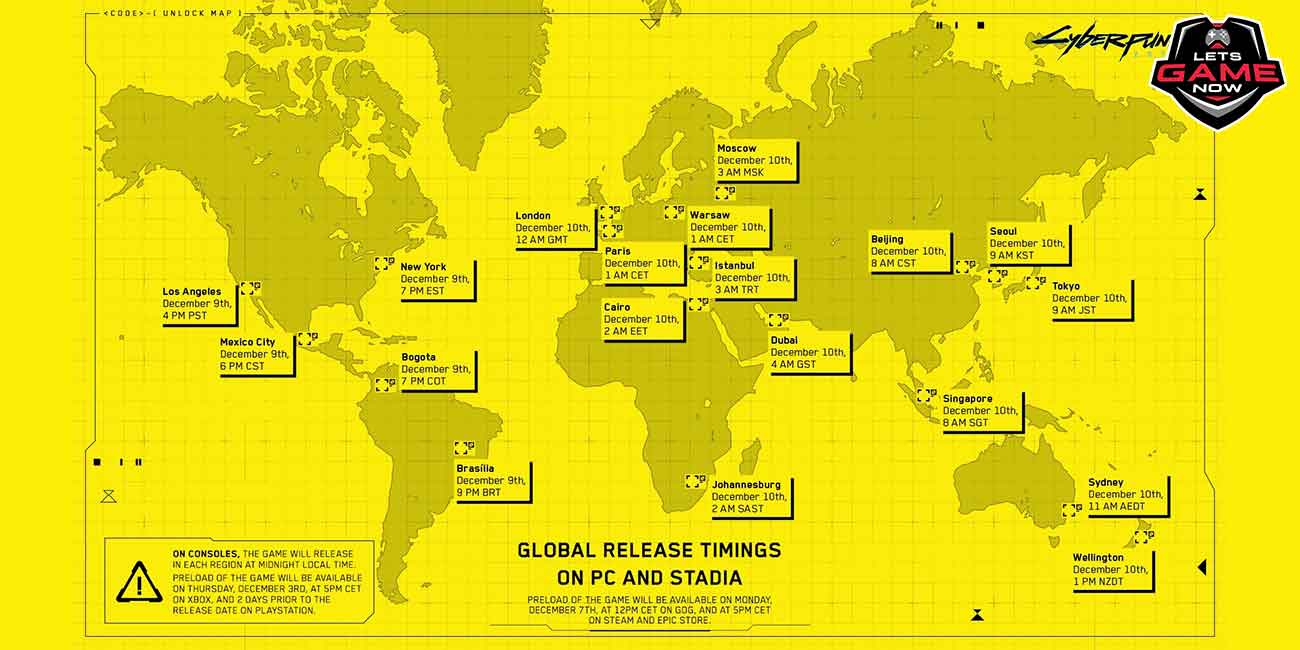 <CODE>-[ UNLOCK MAP ]
CYBERPUN
LETS
GAME
NOW
Moscow
December 10th,
3 AM MSK
London
December 10th,
12 AM GMT
Warsaw
December 10th,
1 AM CET
Paris
December 10th,
1 AM CET
Istanbul
December 10th,
3 AM TRT
Cairo
December 10th,
2 AM EET
Dubai
December 10th,
4 AM GST
Beijing
December 10th,
8 AM CST
Seoul
December 10th,
9 AM KST
Tokyo
December 10th,
9 AM JST
New York
December 9th,
7 PM EST
Los Angeles
December 9th,
4 PM PST
Mexico City
December 9th,
6 PM CST
Bogota
December 9th,
7 PM COT
Brasília
December 9th,
9 PM BRT
Johannesburg
December 10th,
2 AM SAST
Singapore
December 10th,
8 AM SGT
Sydney
December 10th,
11 AM AEDT
Wellington
December 10th,
1 PM NZDT
ON CONSOLES, THE GAME WILL RELEASE
IN EACH REGION AT MIDNIGHT LOCAL TIME.
PRELOAD OF THE GAME WILL BE AVAILABLE
ON THURSDAY, DECEMBER 3RD, AT 5PM CET
ON XBOX, AND 2 DAYS PRIOR TO THE
RELEASE DATE ON PLAYSTATION.
GLOBAL RELEASE TIMINGS
ON PC AND STADIA
PRELOAD OF THE GAME WILL BE AVAILABLE ON MONDAY,
DECEMBER 7TH, AT 12PM CET ON GOG, AND AT 5PM CET
ON STEAM AND EPIC STORE.